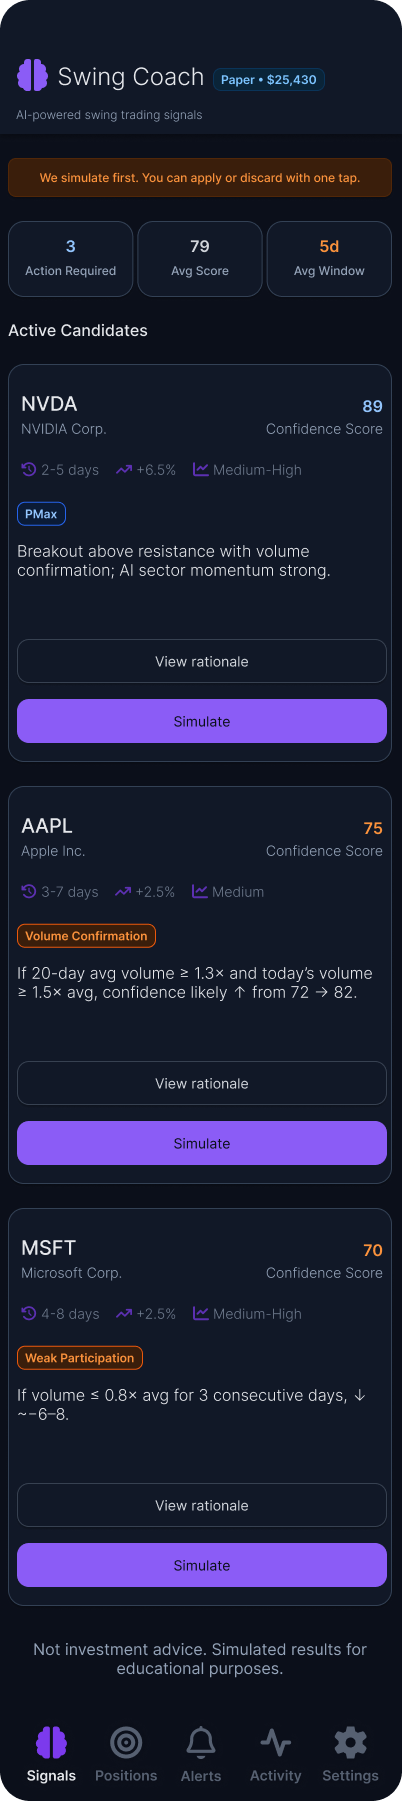 Swing Coach
Paper • $25,430
AI-powered swing trading signals
We simulate first. You can apply or discard with one tap.
3
Action Required
79
Avg Score
5d
Avg Window
Active Candidates
NVDA
89
NVIDIA Corp.
Confidence Score
2-5 days
+6.5%
Medium-High
PMax
Breakout above resistance with volume
confirmation; AI sector momentum strong.
View rationale
Simulate
AAPL
75
Apple Inc.
Confidence Score
3-7 days
+2.5%
Medium
Volume Confirmation
If 20-day avg volume ≥ 1.3× and today’s volume
≥ 1.5× avg, confidence likely ↑ from 72 → 82.
View rationale
Simulate
MSFT
70
Microsoft Corp.
Confidence Score
4-8 days
+2.5%
Medium-High
Weak Participation
If volume ≤ 0.8× avg for 3 consecutive days, ↓
~−6–8.
View rationale
Simulate
Not investment advice. Simulated results for
educational purposes.
Signals
Positions
Alerts
Activity
Settings